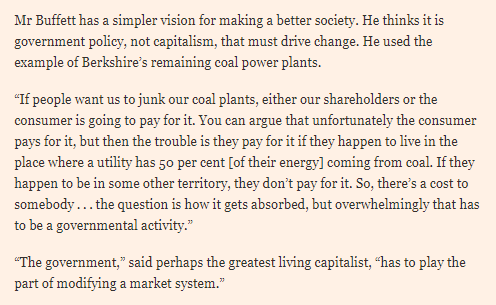 Mr Buffett has a simpler vision for making a better society. He thinks it is
government policy, not capitalism, that must drive change. He used the
example of Berkshire’s remaining coal power plants.
“If people want us to junk our coal plants, either our shareholders or the
consumer is going to pay for it. You can argue that unfortunately the consumer
pays for it, but then the trouble is they pay for it if they happen to live in the
place where a utility has 50 per cent [of their energy] coming from coal. If they
happen to be in some other territory, they don’t pay for it. So, there’s a cost to
somebody . . . the question is how it gets absorbed, but overwhelmingly that has
to be a governmental activity.”
“The government,” said perhaps the greatest living capitalist, “has to play the
part of modifying a market system.”